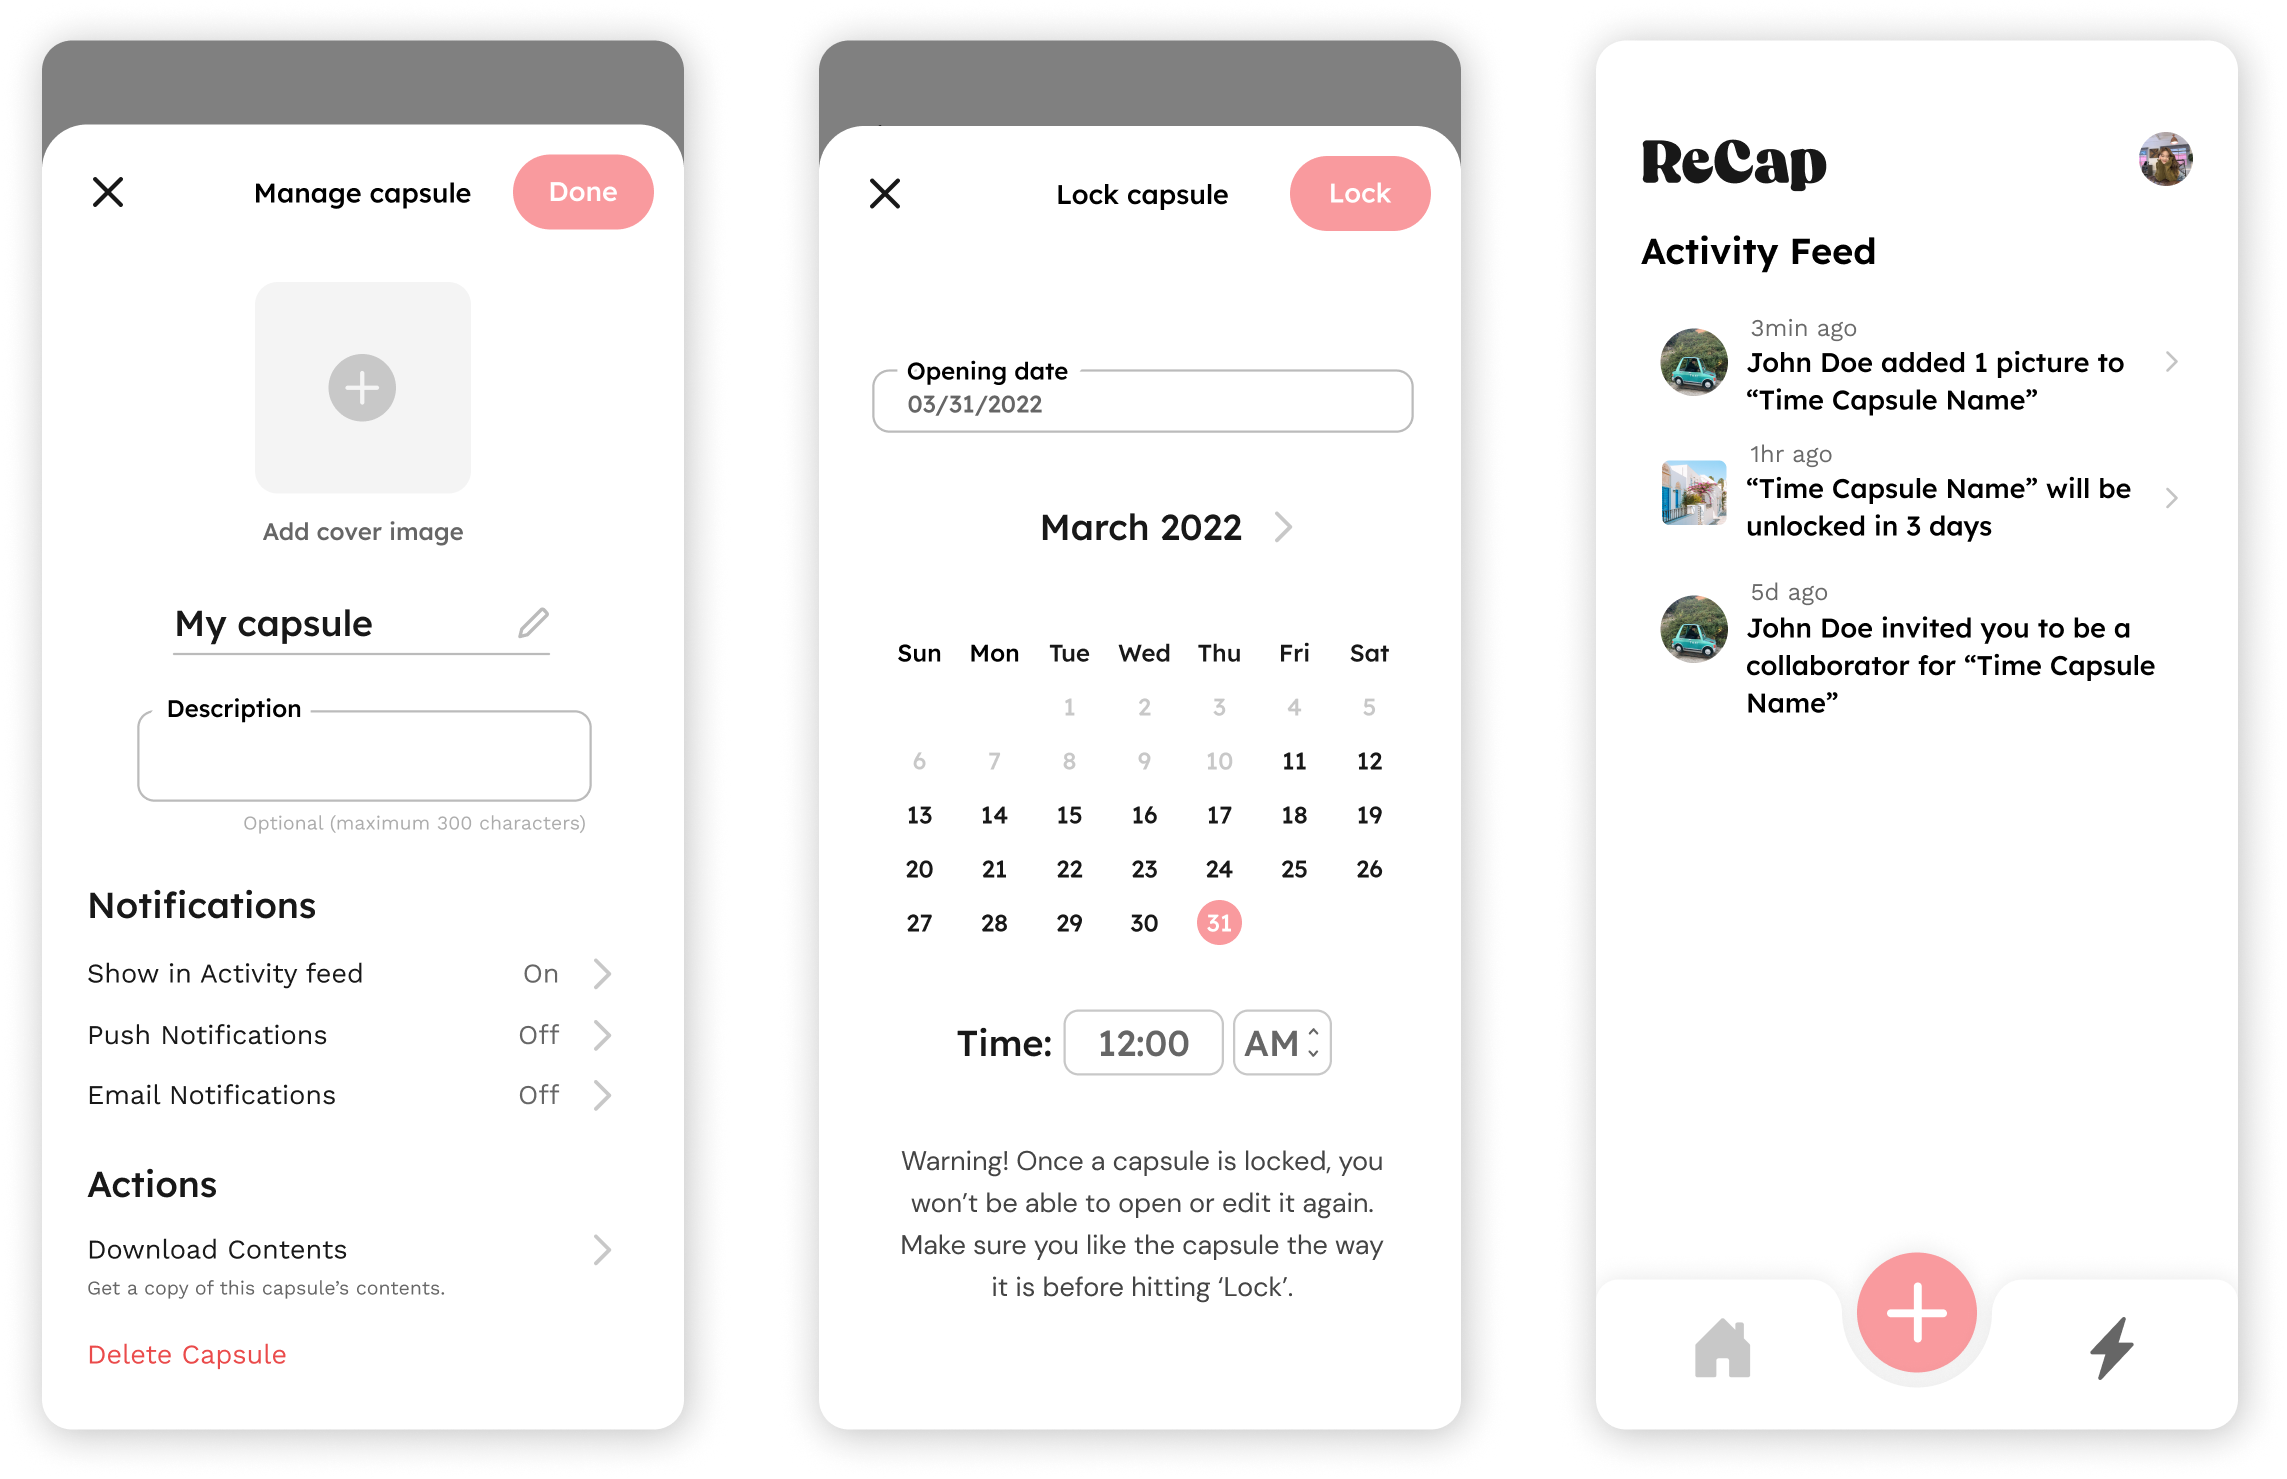 Manage capsule
Done
Add cover image
My capsule
Description
Optional (maximum 300 characters)
Notifications
Show in Activity feed On
Push Notifications Off
Email Notifications Off
Actions
Download Contents
Get a copy of this capsule’s contents.
Delete Capsule
Lock capsule
Lock
Opening date
03/31/2022
March 2022
Sun Mon Tue Wed Thu Fri Sat
1 2 3 4 5
6 7 8 9 10 11 12
13 14 15 16 17 18 19
20 21 22 23 24 25 26
27 28 29 30 31
Time: 12:00 AM
Warning! Once a capsule is locked, you
won’t be able to open or edit it again.
Make sure you like the capsule the way
it is before hitting ‘Lock’.
ReCap
Activity Feed
3min ago
John Doe added 1 picture to
“Time Capsule Name”
1hr ago
“Time Capsule Name” will be
unlocked in 3 days
5d ago
John Doe invited you to be a
collaborator for “Time Capsule
Name”